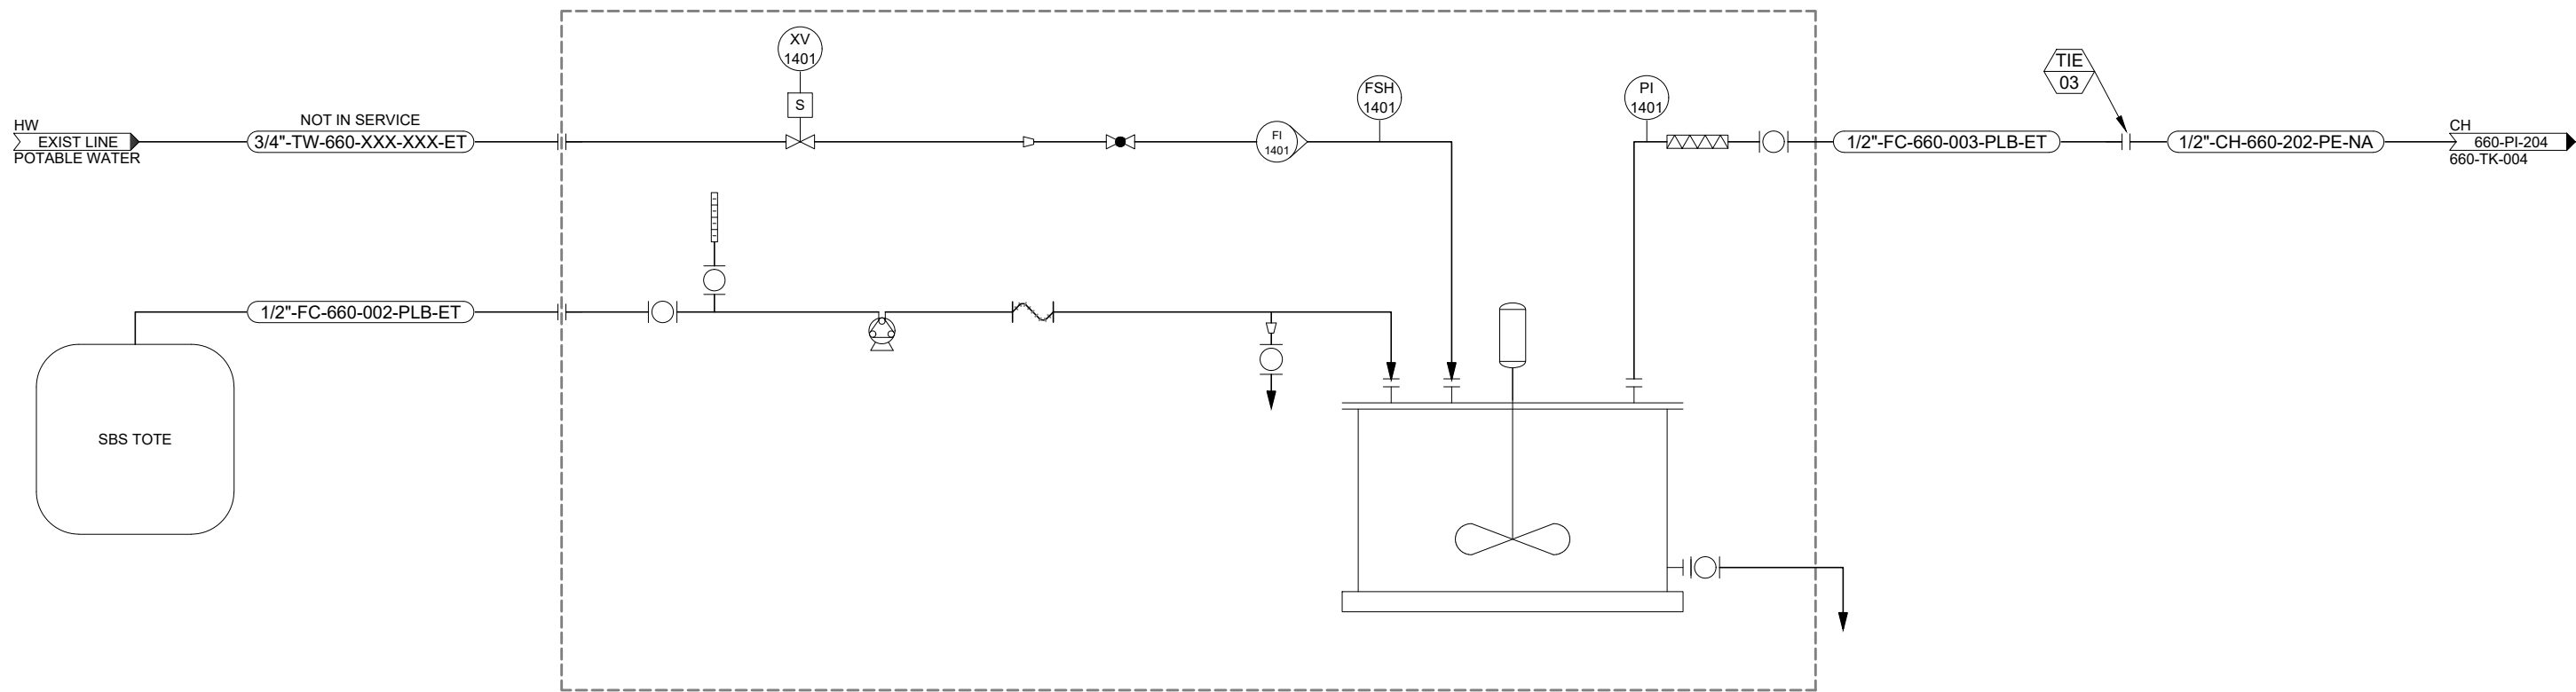 XV
1401
S
HW
EXIST LINE
POTABLE WATER
NOT IN SERVICE
3/4"-TW-660-XXX-XXX-ET
FI
1401
FSH
1401
PI
1401
1/2"-FC-660-003-PLB-ET
TIE
03
1/2"-CH-660-202-PE-NA
CH
660-PI-204
660-TK-004
1/2"-FC-660-002-PLB-ET
SBS TOTE